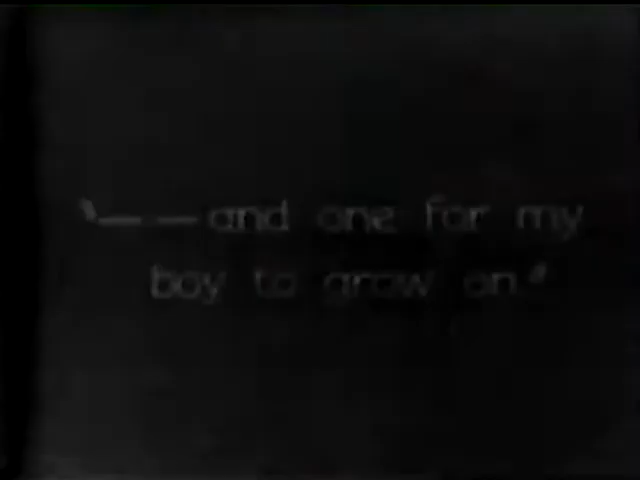 "— — and one for my
boy to grow on."